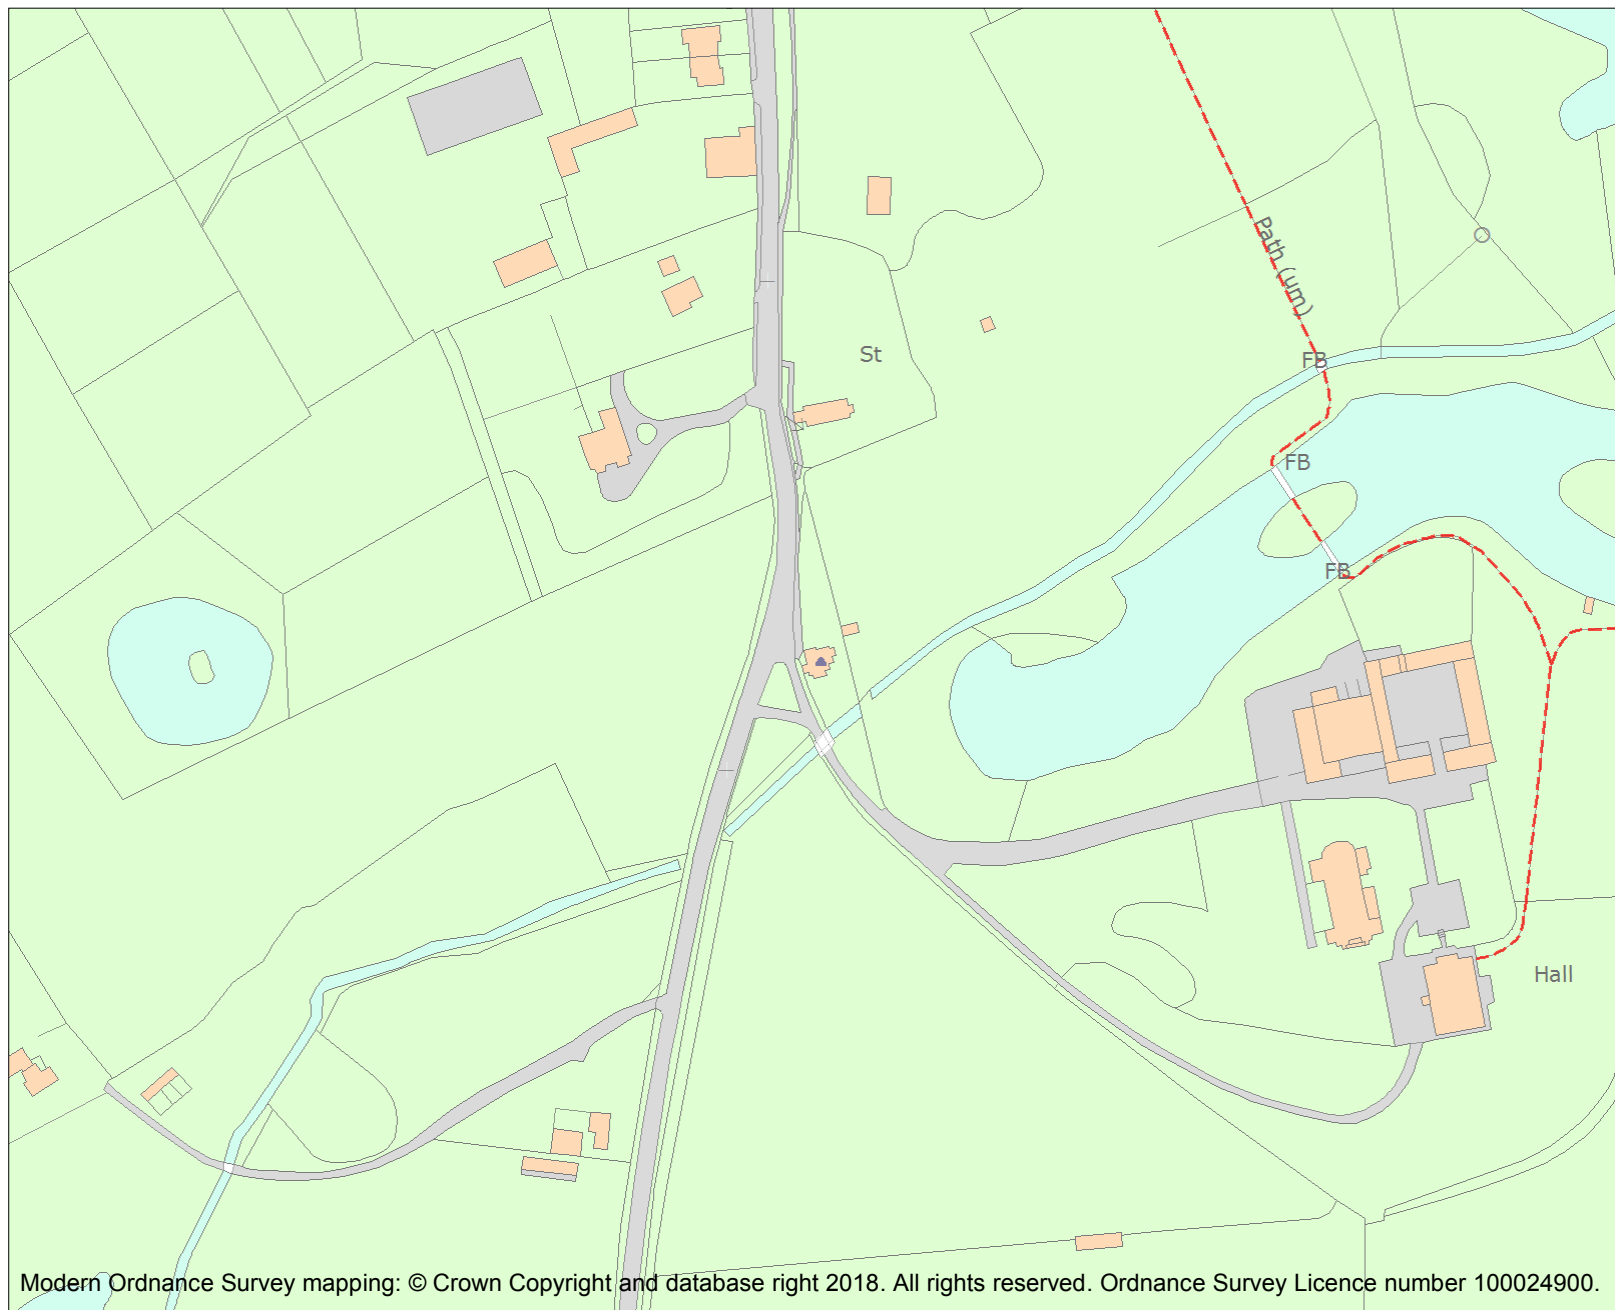 Path (um)
St
FB
FB
FB
Hall
Modern Ordnance Survey mapping: © Crown Copyright and database right 2018. All rights reserved. Ordnance Survey Licence number 100024900.